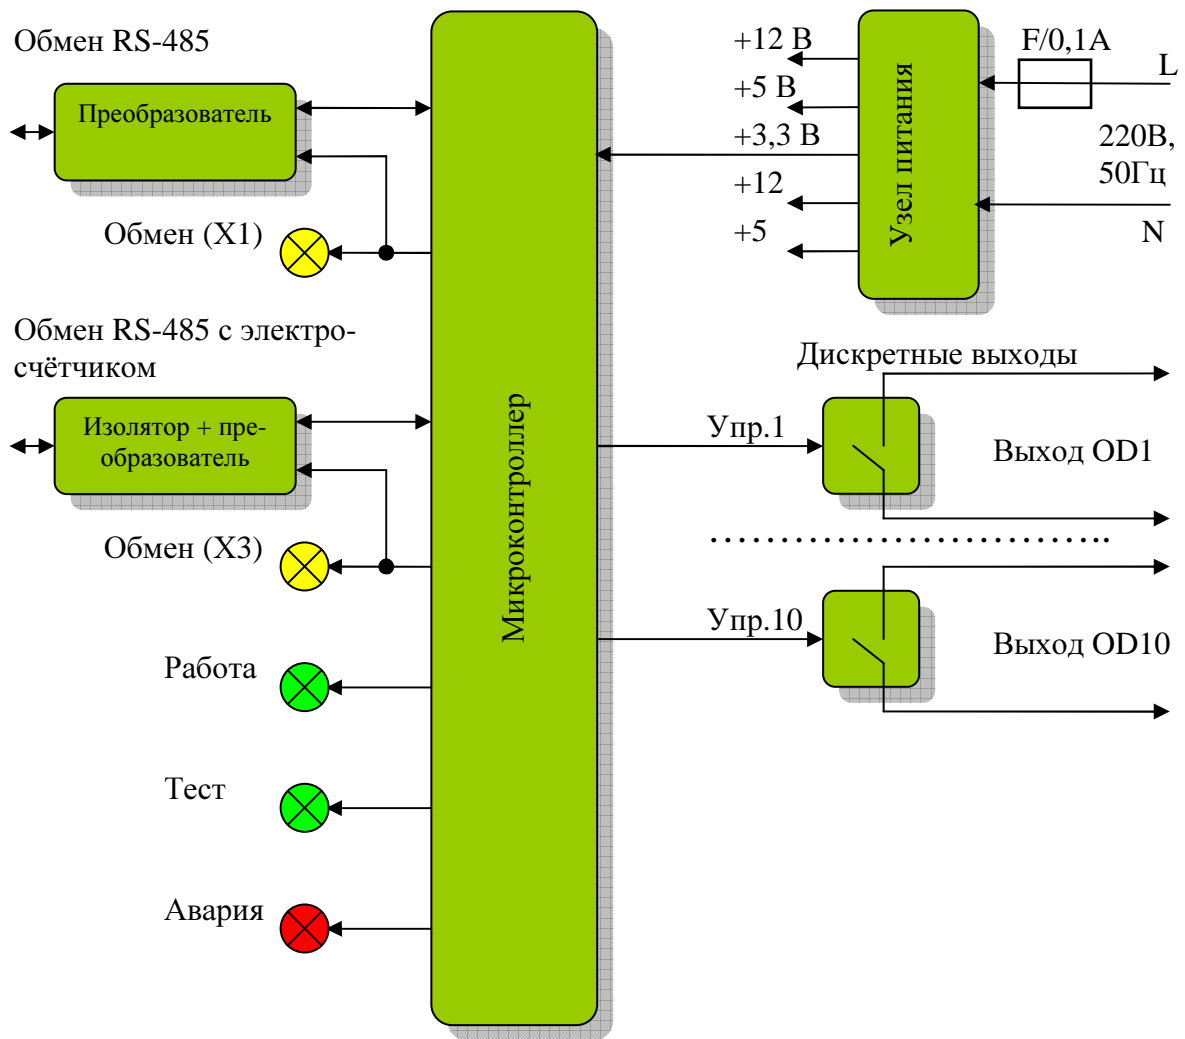 Обмен RS-485
Преобразователь
Обмен (X1)
Обмен RS-485 с электро-
счётчиком
Изолятор + пре-
образователь
Обмен (X3)
Работа
Тест
Авария
Микроконтроллер
+12 В
+5 В
+3,3 В
+12
+5
Узел питания
F/0,1А
L
220В,
50Гц
N
Дискретные выходы
Упр.1
Выход OD1
Упр.10
Выход OD10